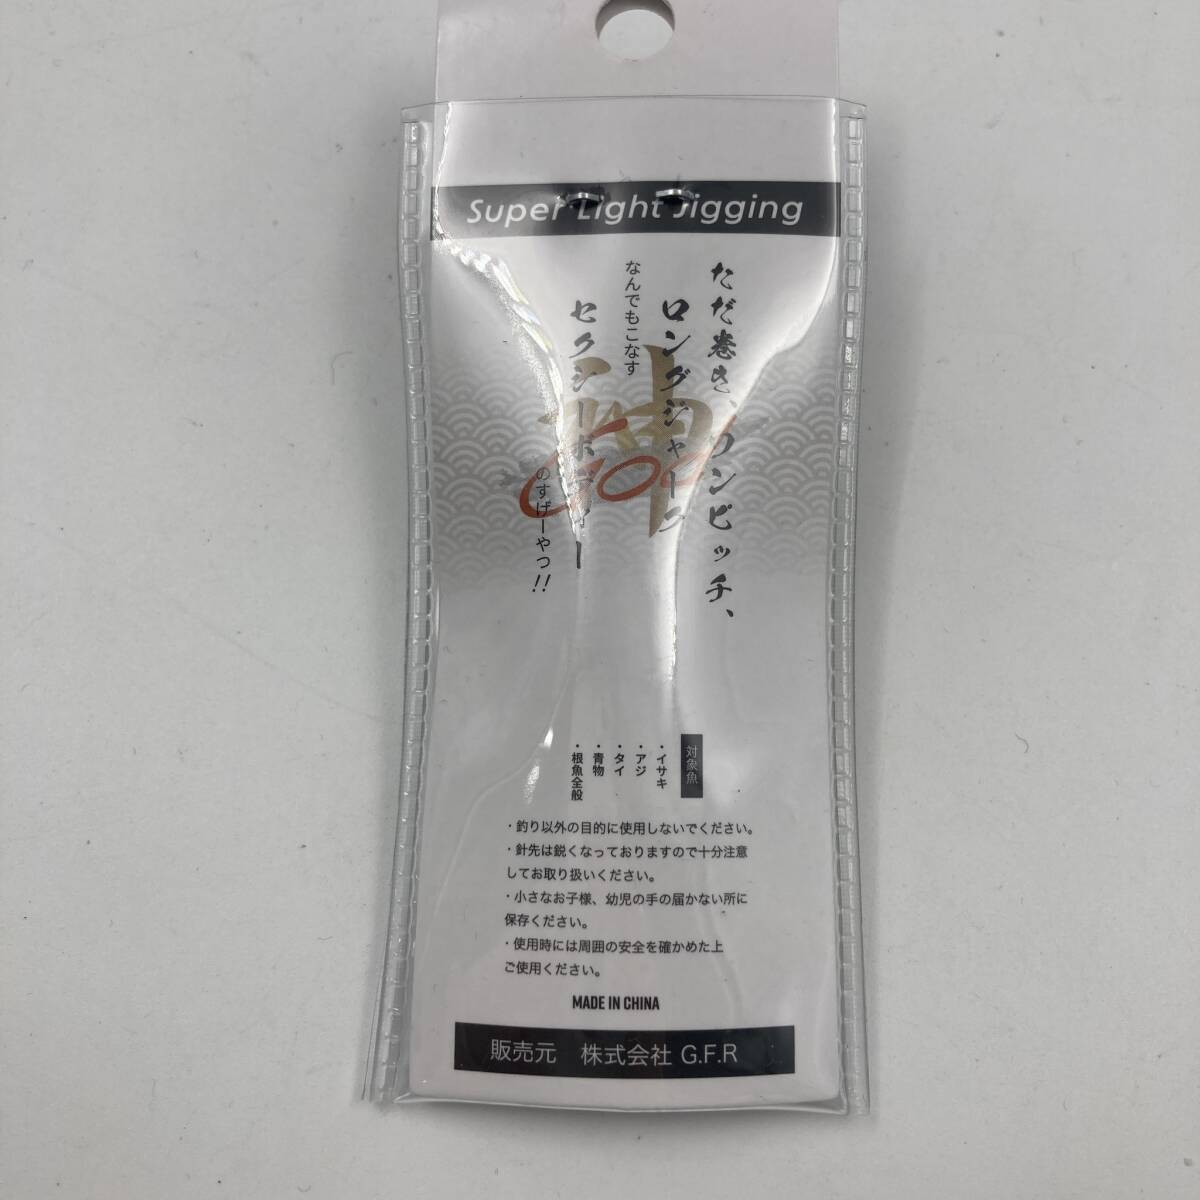 Super Light Jigging
ただ巻き、ワンピッチ、
ロングジャーク
なんでもこなす
セクシーボディー
のすげーやつ!!
神
God
対象魚
・イサキ
・アジ
・タイ
・青物
・根魚全般
・釣り以外の目的に使用しないでください。
・針先は鋭くなっておりますので十分注意
してお取り扱いください。
・小さなお子様、幼児の手の届かない所に
保存ください。
・使用時には周囲の安全を確かめた上
ご使用ください。
MADE IN CHINA
販売元 株式会社 G.F.R